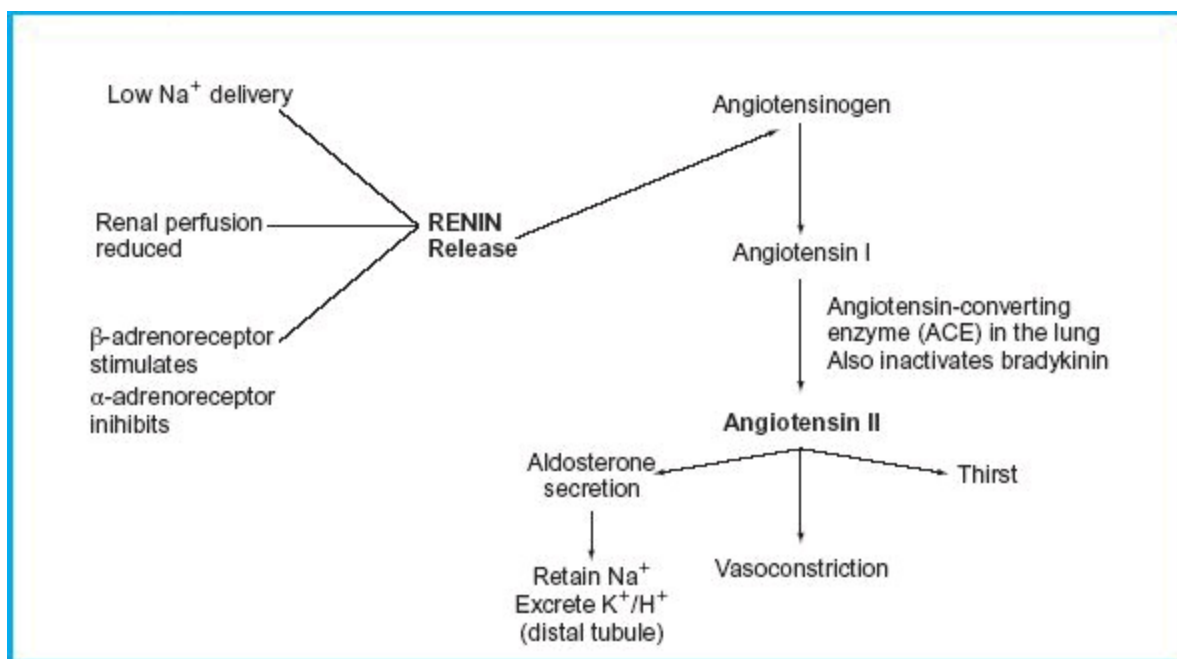 Low Na⁺ delivery
Renal perfusion
reduced
β-adrenoreceptor
stimulates
α-adrenoreceptor
inihibits
RENIN
Release
Angiotensinogen
Angiotensin I
Angiotensin-converting
enzyme (ACE) in the lung
Also inactivates bradykinin
Angiotensin II
Aldosterone
secretion
Thirst
Retain Na⁺
Excrete K⁺/H⁺
(distal tubule)
Vasoconstriction